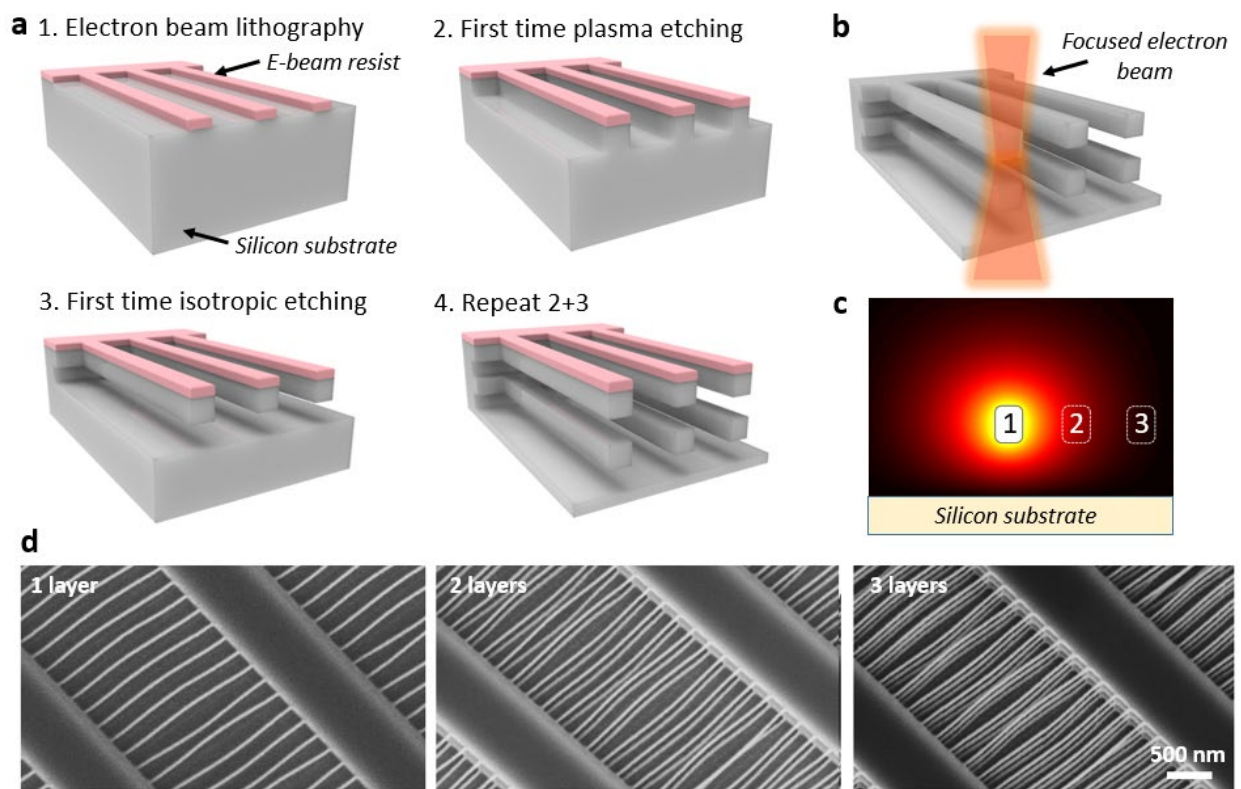 a
1. Electron beam lithography
E-beam resist
Silicon substrate
2. First time plasma etching
b
Focused electron
beam
3. First time isotropic etching
4. Repeat 2+3
c
1
2
3
Silicon substrate
d
1 layer
2 layers
3 layers
500 nm